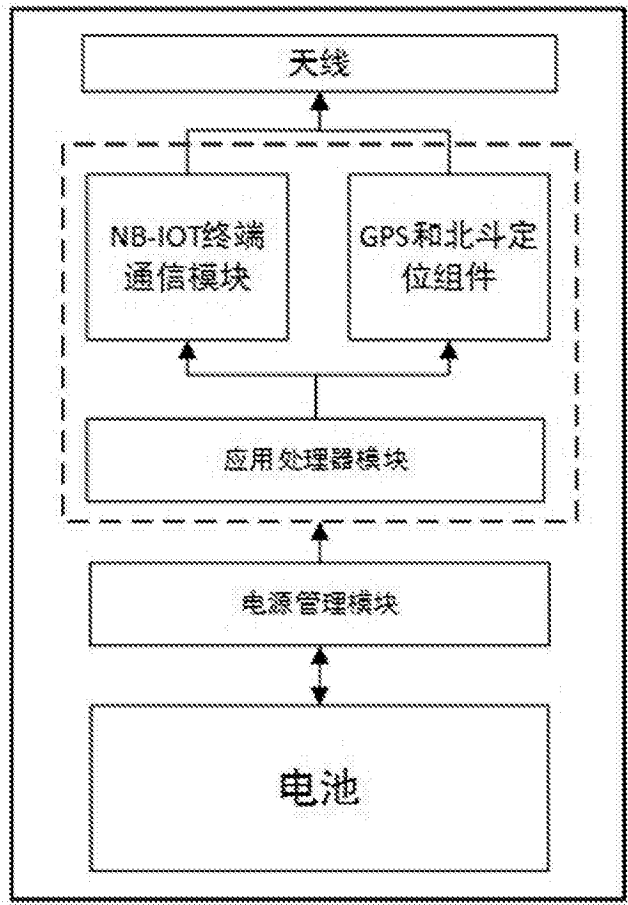 天线
NB-IOT终端
通信模块
GPS和北斗定
位组件
应用处理器模块
电源管理模块
电池